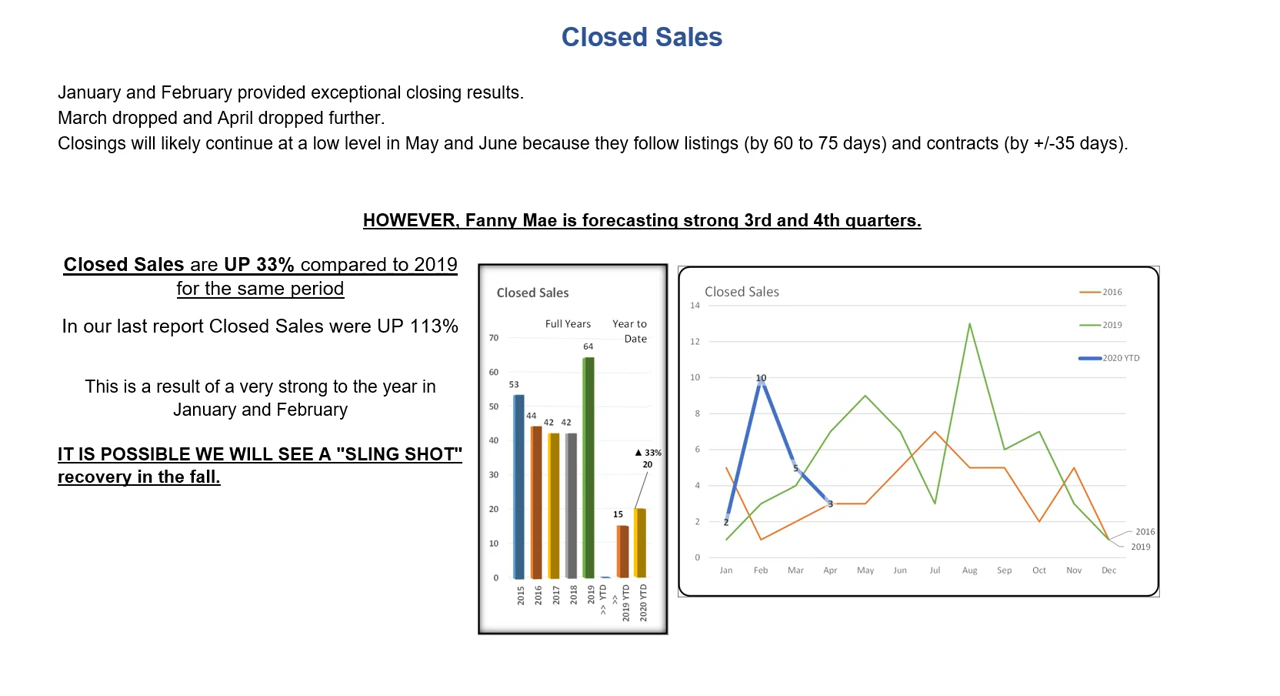 Closed Sales
January and February provided exceptional closing results.
March dropped and April dropped further.
Closings will likely continue at a low level in May and June because they follow listings (by 60 to 75 days) and contracts (by +/-35 days).
HOWEVER, Fanny Mae is forecasting strong 3rd and 4th quarters.
Closed Sales are UP 33% compared to 2019
for the same period
In our last report Closed Sales were UP 113%
This is a result of a very strong to the year in
January and February
IT IS POSSIBLE WE WILL SEE A "SLING SHOT"
recovery in the fall.
Closed Sales
Full Years
Year to
Date
70
60
50
40
30
20
10
0
53
44
42
42
64
15
▲ 33%
20
2015
2016
2017
2018
2019
>> YTD
>>
2019 YTD
2020 YTD
Closed Sales
2016
2019
2020 YTD
14
12
10
8
6
4
2
0
2
10
5
3
2016
2019
Jan
Feb
Mar
Apr
May
Jun
Jul
Aug
Sep
Oct
Nov
Dec